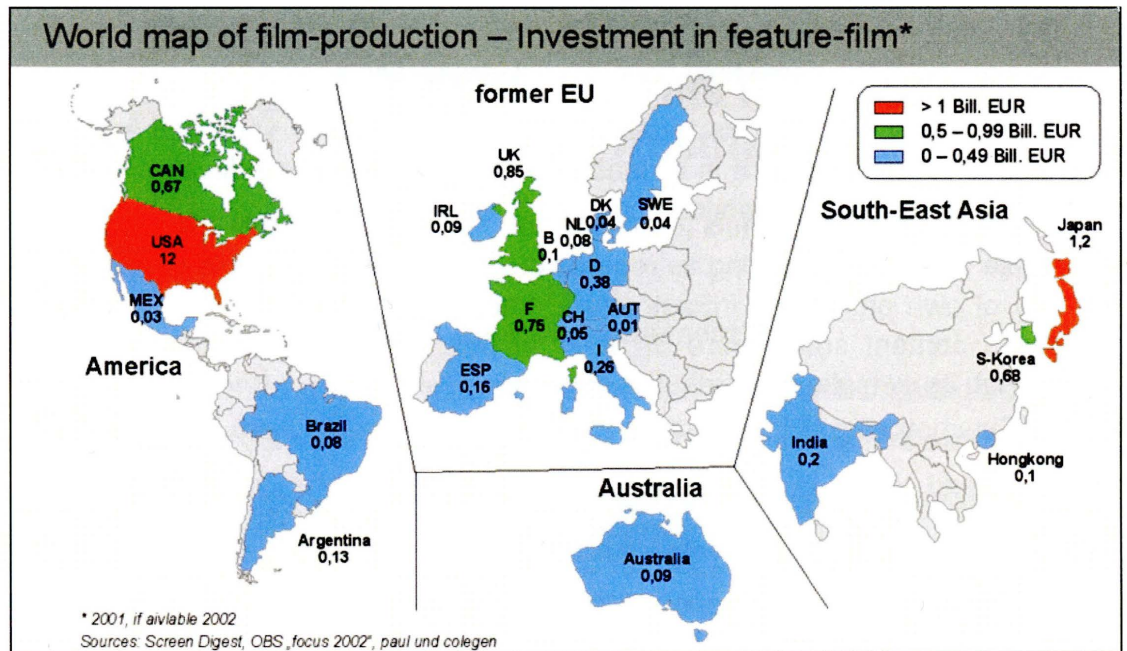 World map of film-production – Investment in feature-film*
former EU
> 1 Bill. EUR
0,5 – 0,99 Bill. EUR
0 – 0,49 Bill. EUR
CAN
0,67
USA
12
MEX
0,03
America
Brazil
0,08
Argentina
0,13
UK
0,85
IRL
0,09
DK
0,04
SWE
0,04
NL
0,08
B
0,1
D
0,38
F
0,75
CH
0,05
AUT
0,01
I
0,26
ESP
0,16
South-East Asia
Japan
1,2
S-Korea
0,68
India
0,2
Hongkong
0,1
Australia
Australia
0,09
* 2001, if aivlable 2002
Sources: Screen Digest, OBS „focus 2002“, paul und colegen